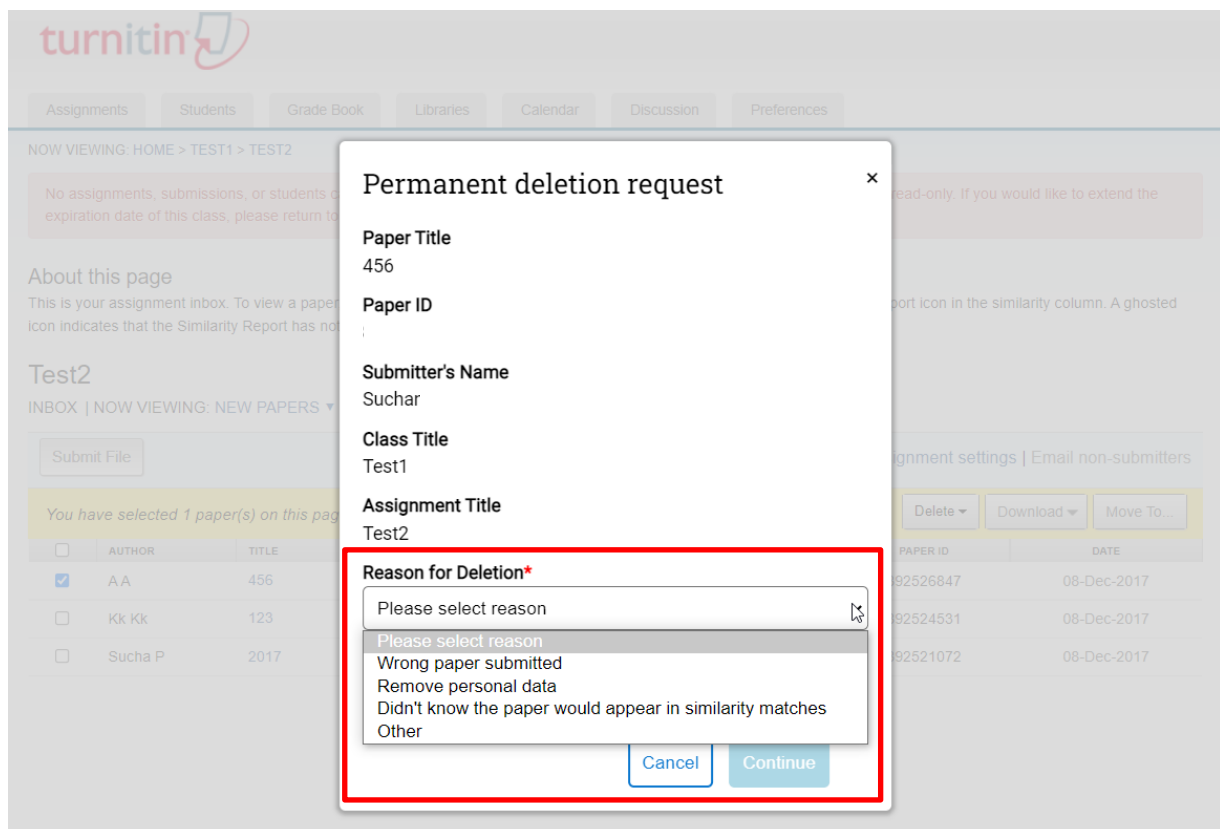 turnitin
Assignments Students Grade Book Libraries Calendar Discussion Preferences
NOW VIEWING: HOME > TEST1 > TEST2
No assignments, submissions, or students c
read-only. If you would like to extend the
expiration date of this class, please return to
About this page
This is your assignment inbox. To view a paper
port icon in the similarity column. A ghosted
icon indicates that the Similarity Report has not
Test2
INBOX | NOW VIEWING: NEW PAPERS ▼
Submit File
ignment settings | Email non-submitters
You have selected 1 paper(s) on this pag
Delete Download Move To...
AUTHOR TITLE PAPER ID DATE
A A 456 892526847 08-Dec-2017
Kk Kk 123 892524531 08-Dec-2017
Sucha P 2017 892521072 08-Dec-2017
Permanent deletion request ×
Paper Title
456
Paper ID
Submitter's Name
Suchar
Class Title
Test1
Assignment Title
Test2
Reason for Deletion*
Please select reason
Please select reason
Wrong paper submitted
Remove personal data
Didn't know the paper would appear in similarity matches
Other
Cancel Continue